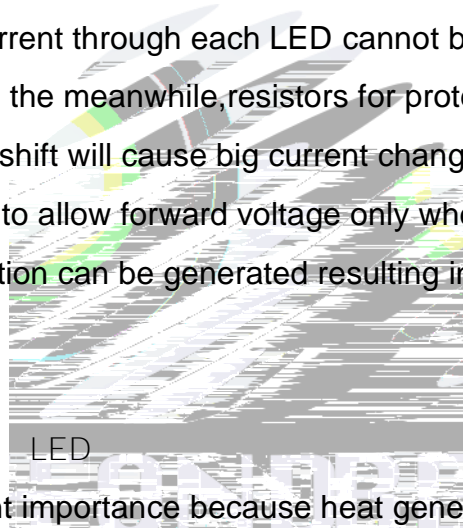 rrent through each LED cannot b
the meanwhile,resistors for prote
shift will cause big current chang
to allow forward voltage only whe
tion can be generated resulting in
LED
nt importance because heat gene